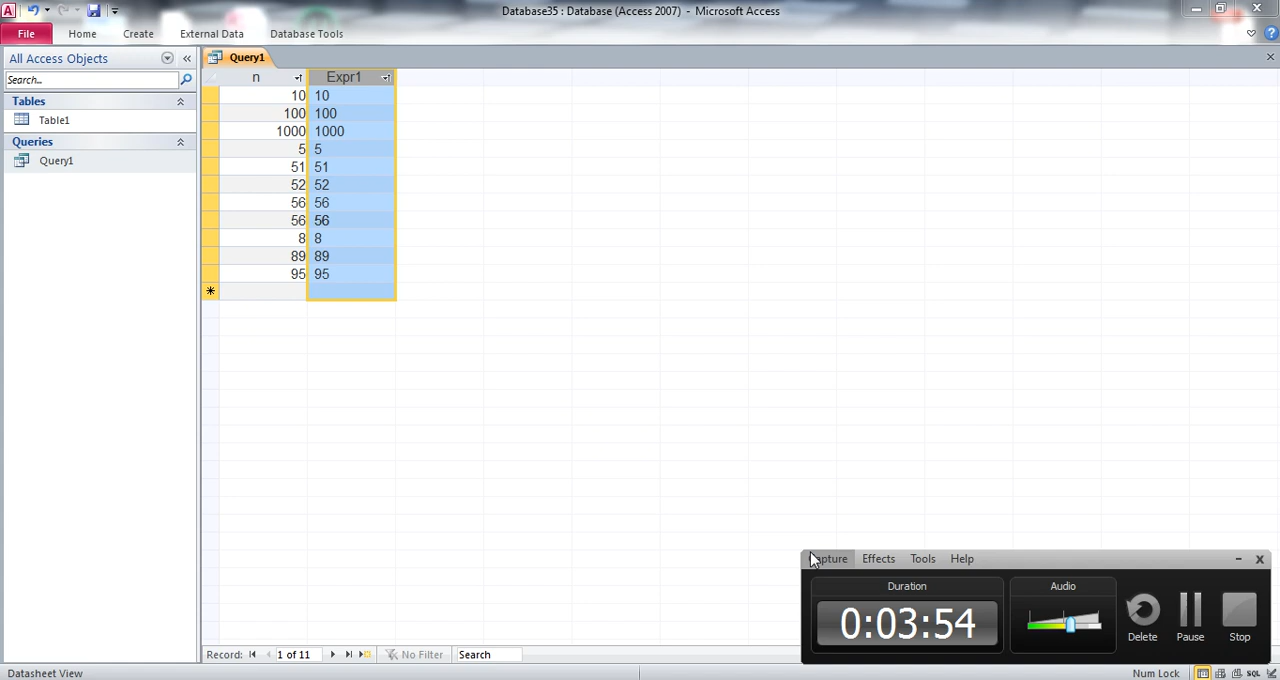 Database35 : Database (Access 2007) - Microsoft Access
File Home Create External Data Database Tools
All Access Objects
Search...
Tables
Table1
Queries
Query1
Query1
n Expr1
10 10
100 100
1000 1000
5 5
51 51
52 52
56 56
56 56
8 8
89 89
95 95
Capture Effects Tools Help
Duration Audio
0:03:54
Delete Pause Stop
Record: 1 of 11 No Filter Search
Datasheet View Num Lock SQL